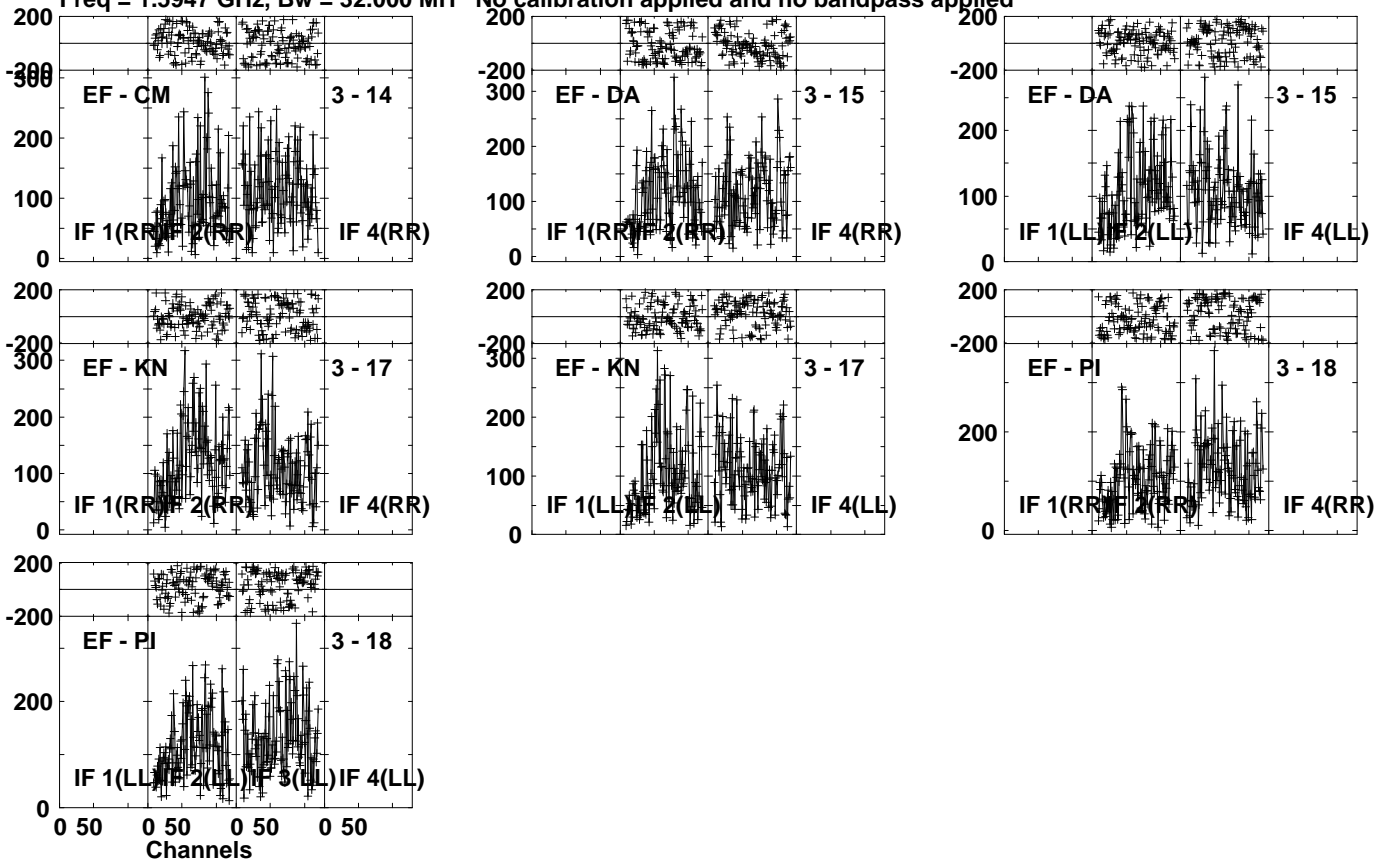 Freq = 1.5947 GHz, Bw = 32.000 MH No calibration applied and no bandpass applied
200
-200
EF - CM 3 - 14
300
200
100
0
IF 1(RR) IF 2(RR) IF 4(RR)
200
-200
EF - DA 3 - 15
300
200
100
0
IF 1(RR) IF 2(RR) IF 4(RR)
200
-200
EF - DA 3 - 15
200
100
0
IF 1(LL) IF 2(LL) IF 4(LL)
200
-200
EF - KN 3 - 17
300
200
100
0
IF 1(RR) IF 2(RR) IF 4(RR)
200
-200
EF - KN 3 - 17
300
200
100
0
IF 1(LL) IF 2(LL) IF 4(LL)
200
-200
EF - PI 3 - 18
200
0
IF 1(RR) IF 2(RR) IF 4(RR)
200
-200
EF - PI 3 - 18
200
0
IF 1(LL) IF 2(LL) IF 3(LL) IF 4(LL)
0 50 0 50 0 50 0 50
Channels